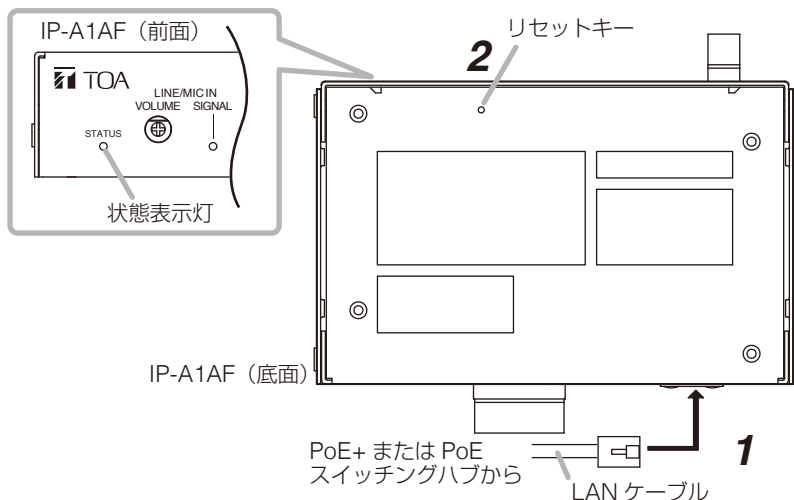 IP-A1AF（前面）
TOA
LINE/MIC IN
VOLUME SIGNAL
STATUS
状態表示灯
2
リセットキー
IP-A1AF（底面）
PoE+ または PoE
スイッチングハブから
1
LAN ケーブル